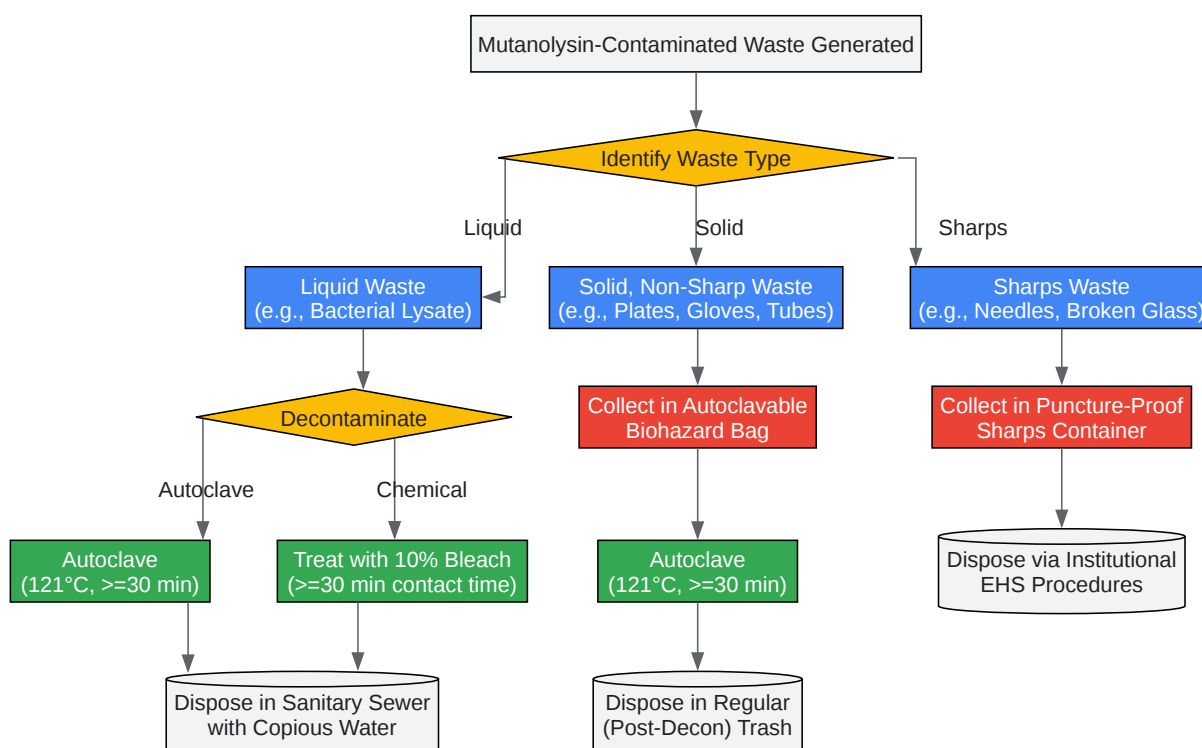 Mutanolysin-Contaminated Waste Generated
Identify Waste Type
Liquid
Solid
Sharps
Liquid Waste
(e.g., Bacterial Lysate)
Solid, Non-Sharp Waste
(e.g., Plates, Gloves, Tubes)
Sharps Waste
(e.g., Needles, Broken Glass)
Decontaminate
Collect in Autoclavable
Biohazard Bag
Collect in Puncture-Proof
Sharps Container
Autoclave
Chemical
Autoclave
(121°C, >=30 min)
Treat with 10% Bleach
(>=30 min contact time)
Autoclave
(121°C, >=30 min)
Dispose via Institutional
EHS Procedures
Dispose in Sanitary Sewer
with Copious Water
Dispose in Regular
(Post-Decon) Trash